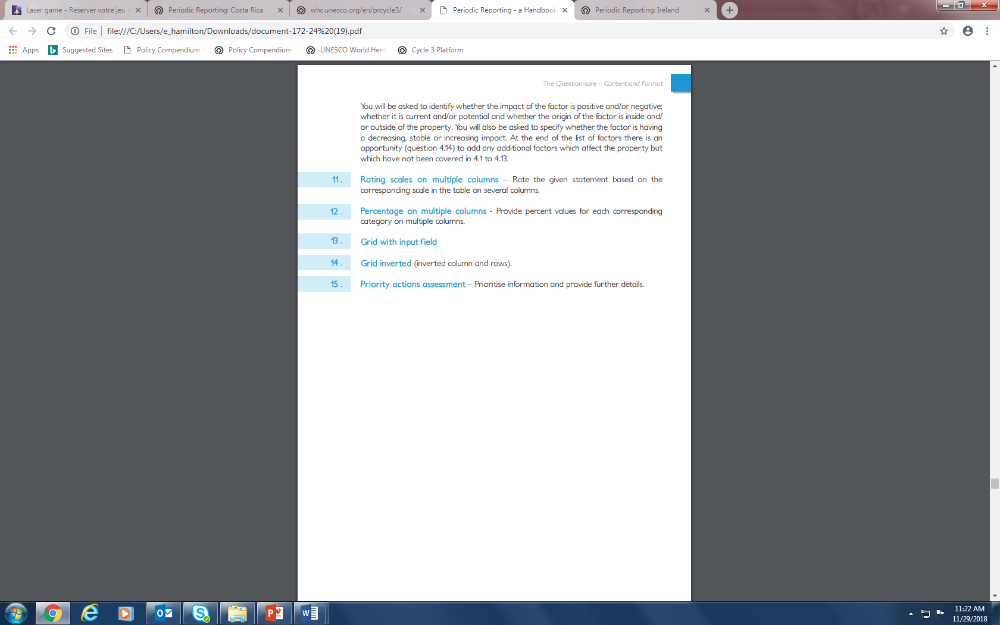 Laser game - Réserver votre jeu e
Periodic Reporting: Costa Rica
whc.unesco.org/en/prcycle3/
Periodic Reporting - a Handbook
Periodic Reporting: Ireland
File
file:///C:/Users/e_hamilton/Downloads/document-172-24%20(19).pdf
Apps
Suggested Sites
Policy Compendium
Policy Compendium
UNESCO World Herit
Cycle 3 Platform
The Questionnaire – Content and Format
You will be asked to identify whether the impact of the factor is positive and/or negative;
whether it is current and/or potential and whether the origin of the factor is inside and/
or outside of the property. You will also be asked to specify whether the factor is having
a decreasing, stable or increasing impact. At the end of the list of factors there is an
opportunity (question 4.14) to add any additional factors which affect the property but
which have not been covered in 4.1 to 4.13.
11 . Rating scales on multiple columns – Rate the given statement based on the
corresponding scale in the table on several columns.
12 . Percentage on multiple columns - Provide percent values for each corresponding
category on multiple columns.
13 . Grid with input field
14 . Grid inverted (inverted column and rows).
15 . Priority actions assessment – Prioritise information and provide further details.
11:22 AM
11/29/2018